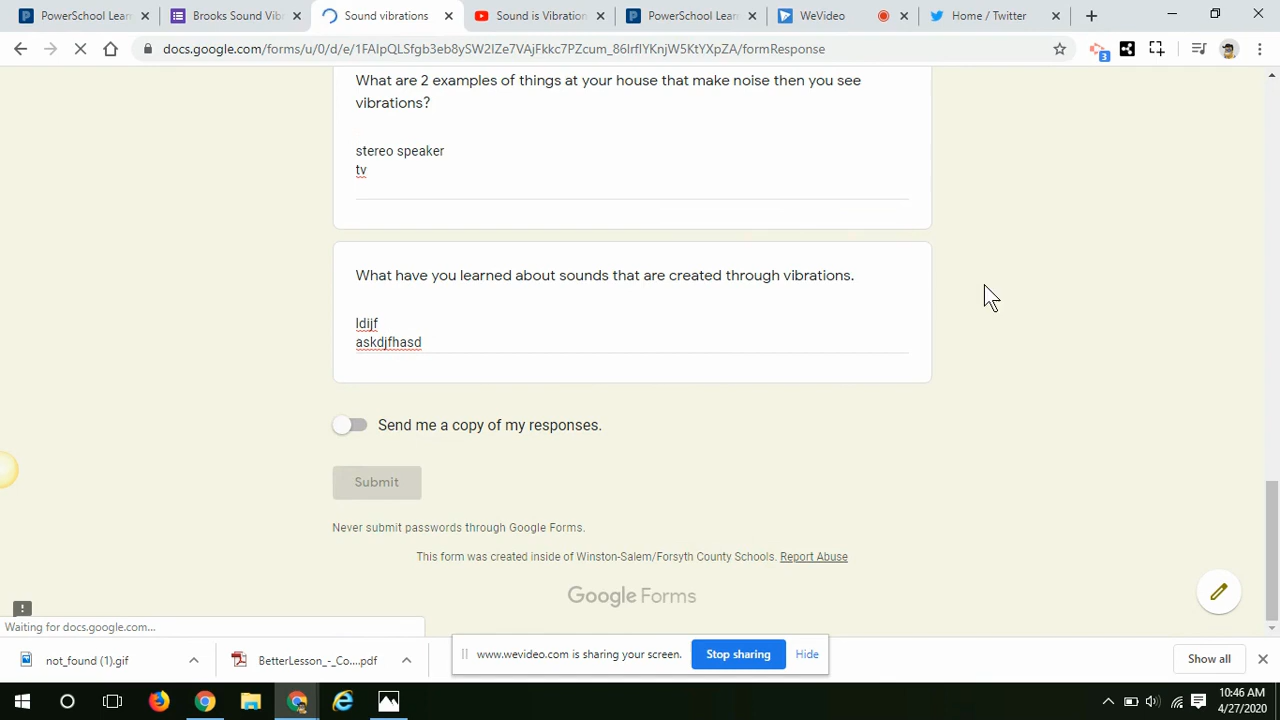 PowerSchool Lear
Brooks Sound Vib
Sound vibrations
Sound is Vibration
PowerSchool Lear
WeVideo
Home / Twitter
docs.google.com/forms/u/0/d/e/1FAIpQLSfgb3eb8ySW2IZe7VAjFkkc7PZcum_86IrfIYKnjW5KtYXpZA/formResponse
3
What are 2 examples of things at your house that make noise then you see
vibrations?
stereo speaker
tv
What have you learned about sounds that are created through vibrations.
ldijf
askdjfhasd
Send me a copy of my responses.
Submit
Never submit passwords through Google Forms.
This form was created inside of Winston-Salem/Forsyth County Schools. Report Abuse
Google Forms
Waiting for docs.google.com...
www.wevideo.com is sharing your screen.
Stop sharing
Hide
not_found (1).gif
BetterLesson_-_Co....pdf
Show all
10:46 AM
4/27/2020